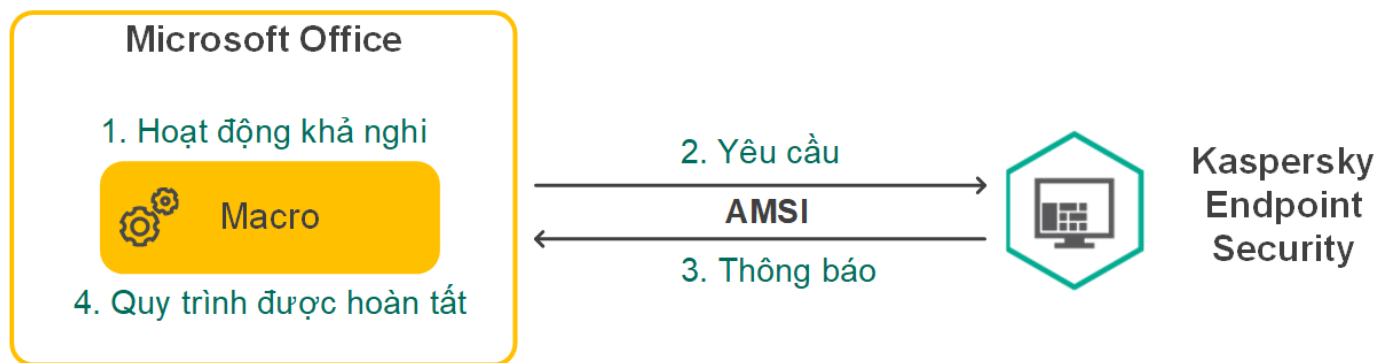 Microsoft Office
1. Hoạt động khả nghi
Macro
4. Quy trình được hoàn tất
2. Yêu cầu
AMSI
3. Thông báo
Kaspersky
Endpoint
Security